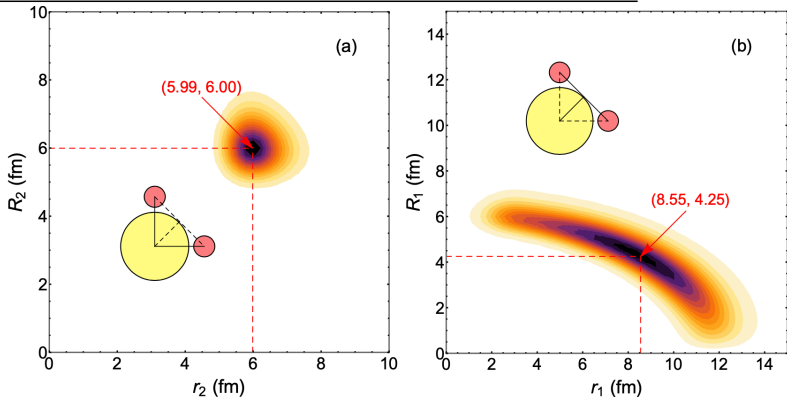 10
8
6
4
2
0
0 2 4 6 8 10
R2 (fm)
r2 (fm)
(a)
(5.99, 6.00)
14
12
10
8
6
4
2
0
0 2 4 6 8 10 12 14
R1 (fm)
r1 (fm)
(b)
(8.55, 4.25)